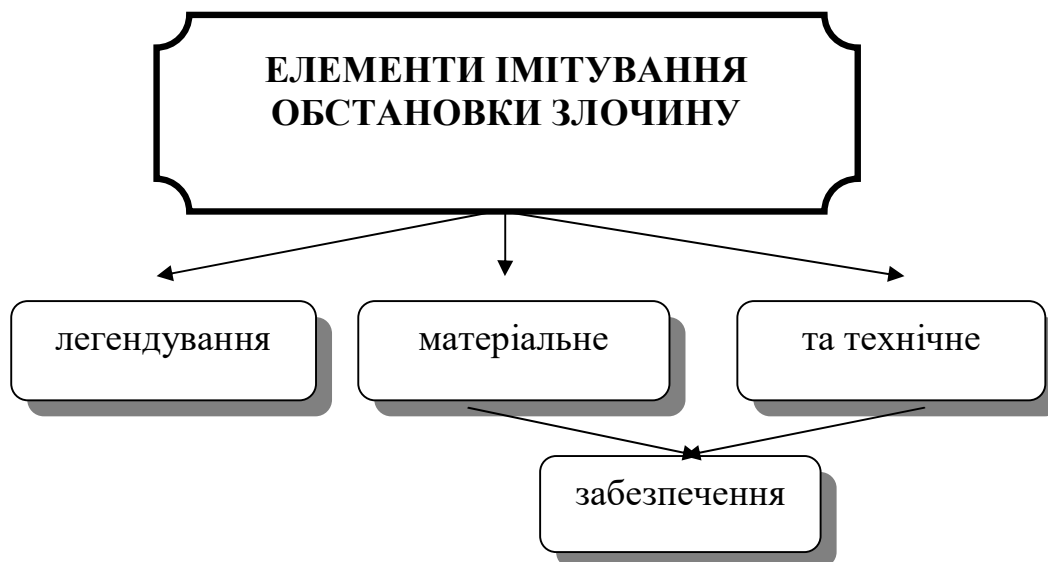 ЕЛЕМЕНТИ ІМІТУВАННЯ
ОБСТАНОВКИ ЗЛОЧИНУ
легендування
матеріальне
та технічне
забезпечення